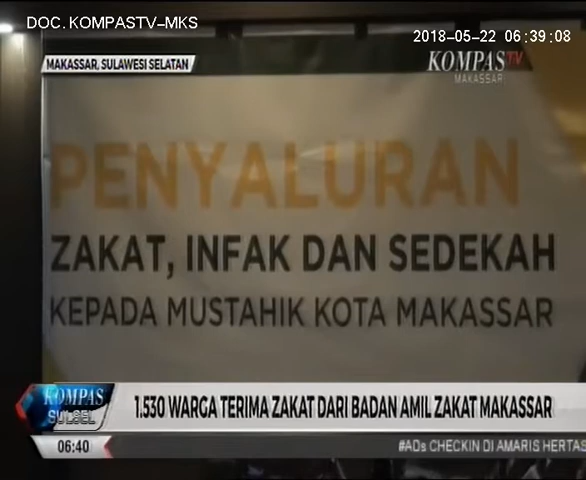 DOC. KOMPASTV-MKS
2018-05-22 06:39:08
MAKASSAR, SULAWESI SELATAN
KOMPAS TV
MAKASSAR
PENYALURAN
ZAKAT, INFAK DAN SEDEKAH
KEPADA MUSTAHIK KOTA MAKASSAR
KOMPAS
SULSEL
1.530 WARGA TERIMA ZAKAT DARI BADAN AMIL ZAKAT MAKASSAR
06:40
#ADs CHECKIN DI AMARIS HERTAS